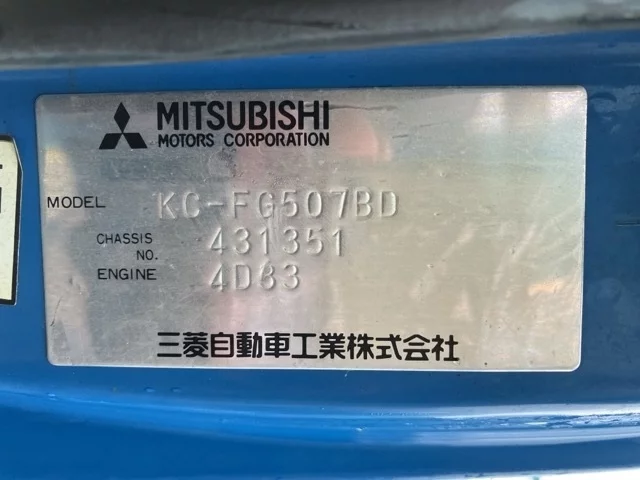 MITSUBISHI
MOTORS CORPORATION
MODEL KC-FG507BD
CHASSIS NO. 431351
ENGINE 4D33
三菱自動車工業株式会社